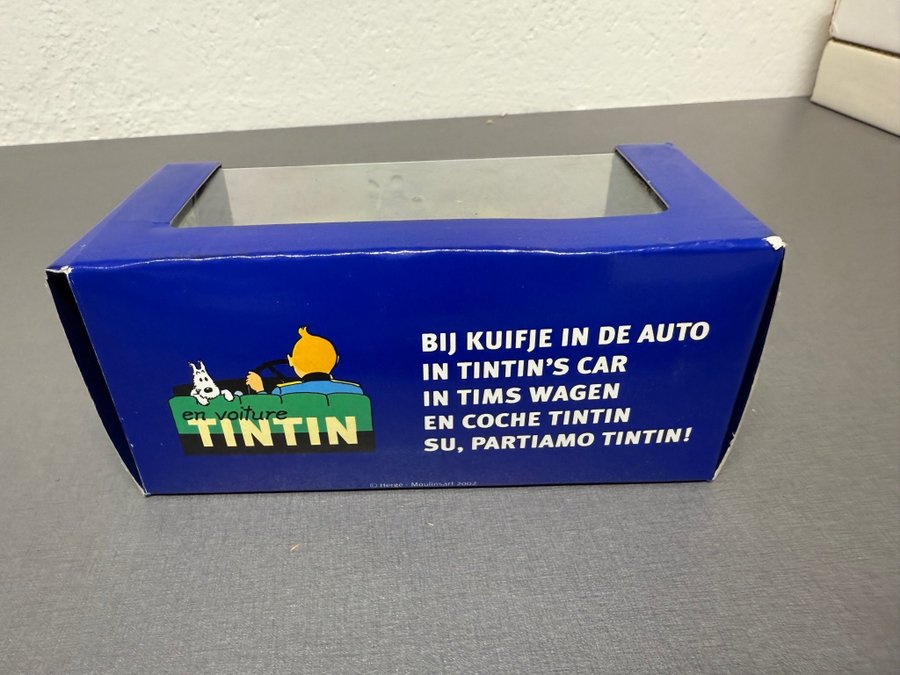 en voiture
TINTIN
BIJ KUIFJE IN DE AUTO
IN TINTIN'S CAR
IN TIMS WAGEN
EN COCHE TINTIN
SU, PARTIAMO TINTIN!
© Hergé - Moulinsart 2002